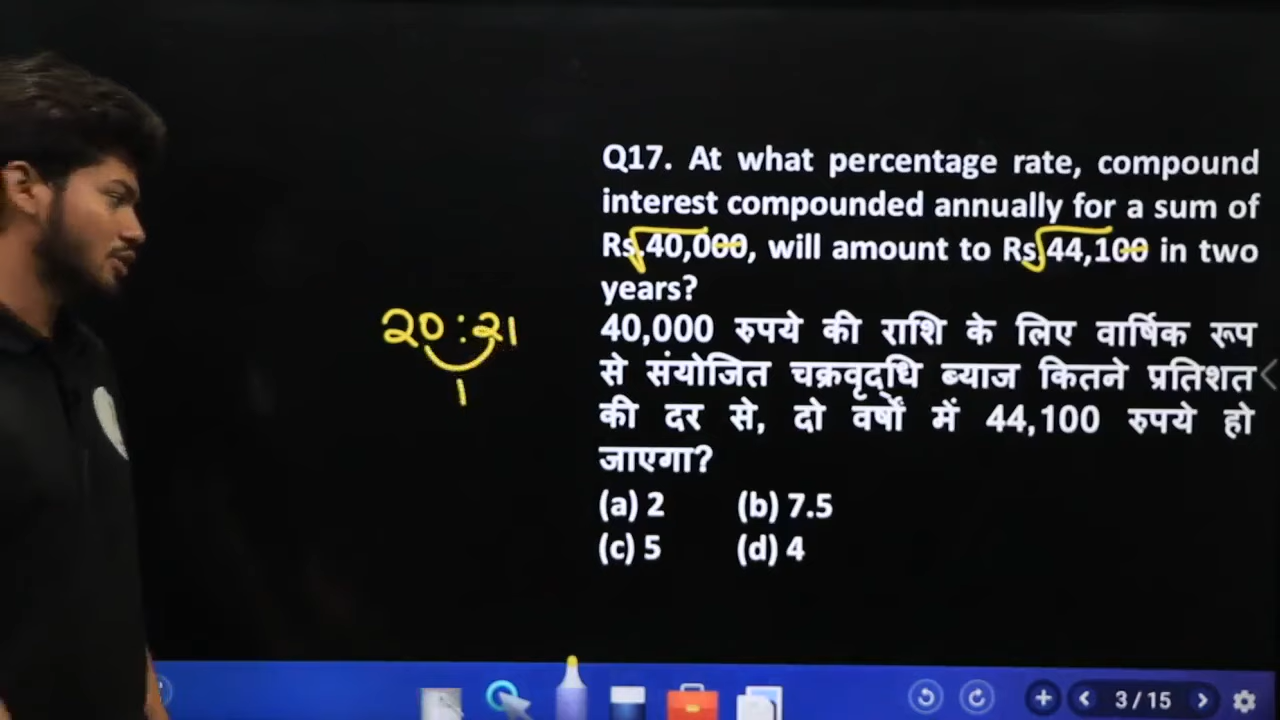 Q17. At what percentage rate, compound
interest compounded annually for a sum of
Rs.40,000, will amount to Rs.44,100 in two
years?
20:21
1
40,000 रुपये की राशि के लिए वार्षिक रूप
से संयोजित चक्रवृद्धि ब्याज कितने प्रतिशत
की दर से, दो वर्षों में 44,100 रुपये हो
जाएगा?
(a) 2 (b) 7.5
(c) 5 (d) 4
3/15